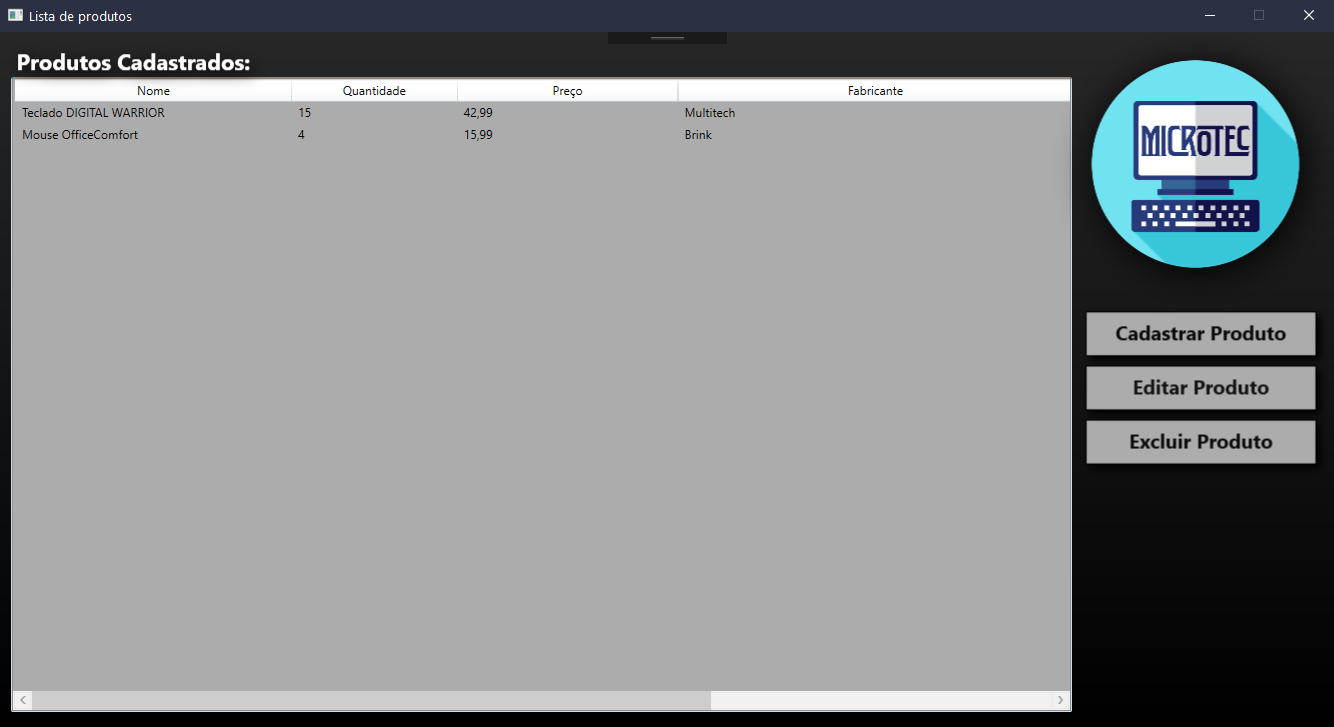 Lista de produtos
Produtos Cadastrados:
Nome Quantidade Preço Fabricante
Teclado DIGITAL WARRIOR 15 42,99 Multitech
Mouse OfficeComfort 4 15,99 Brink
MICROTEC
Cadastrar Produto
Editar Produto
Excluir Produto